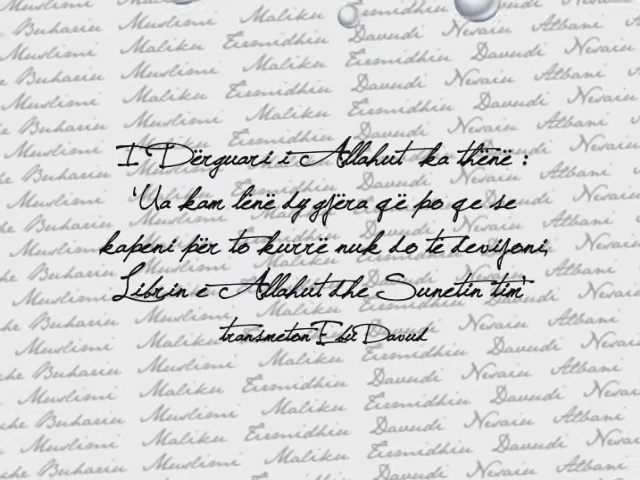 I Dërguari i Allahut ka thënë :
'Ua kam lënë dy gjëra që po qe se
kapeni për to kurrë nuk do të devijoni,
Librin e Allahut dhe Sunetin tim'
transmeton Ebu Davud